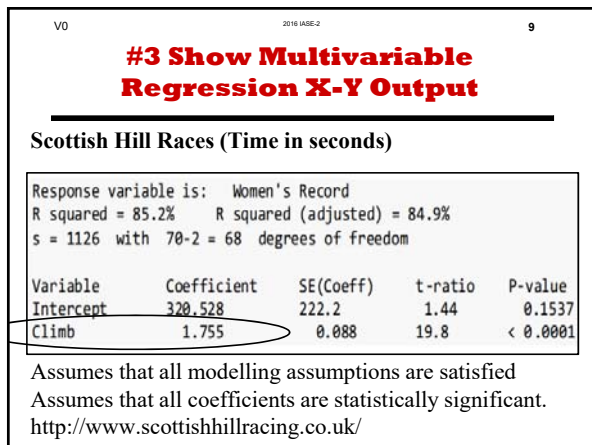 V0 2016 IASE-2 9
#3 Show Multivariable
Regression X-Y Output
Scottish Hill Races (Time in seconds)
Response variable is: Women's Record
R squared = 85.2% R squared (adjusted) = 84.9%
s = 1126 with 70-2 = 68 degrees of freedom
Variable Coefficient SE(Coeff) t-ratio P-value
Intercept 320.528 222.2 1.44 0.1537
Climb 1.755 0.088 19.8 < 0.0001
Assumes that all modelling assumptions are satisfied
Assumes that all coefficients are statistically significant.
http://www.scottishhillracing.co.uk/